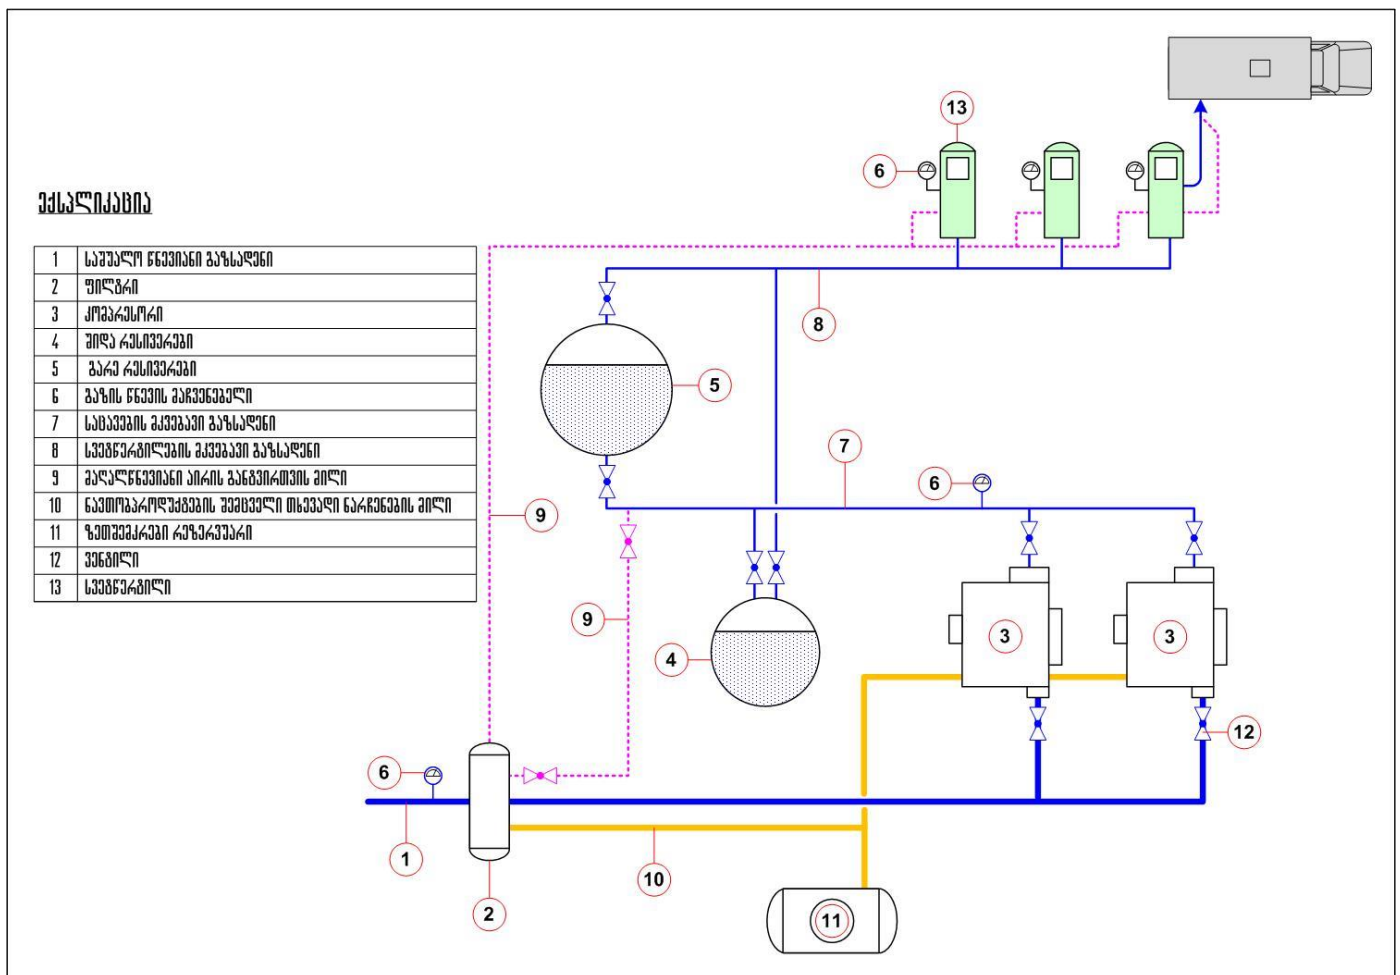 ექსპლიკაცია
1 საშუალო წნევიანი გაზსადენი
2 ფილტრი
3 კომპრესორი
4 შიდა რესივერები
5 გარე რესივერები
6 გაზის წნევის მაჩვენებელი
7 საცავების მკვებავი გაზსადენი
8 სვეტწერტილების მკვებავი გაზსადენი
9 მაღალწნევიანი აირის განტვირთვის მილი
10 ნავთობპროდუქტების შემცველი თხევადი ნარჩენების მილი
11 ზეთშემკრები რეზერვუარი
12 ვენტილი
13 სვეტწერტილი
13
6
8
5
7
6
9
9
4
3
3
12
6
1
10
2
11